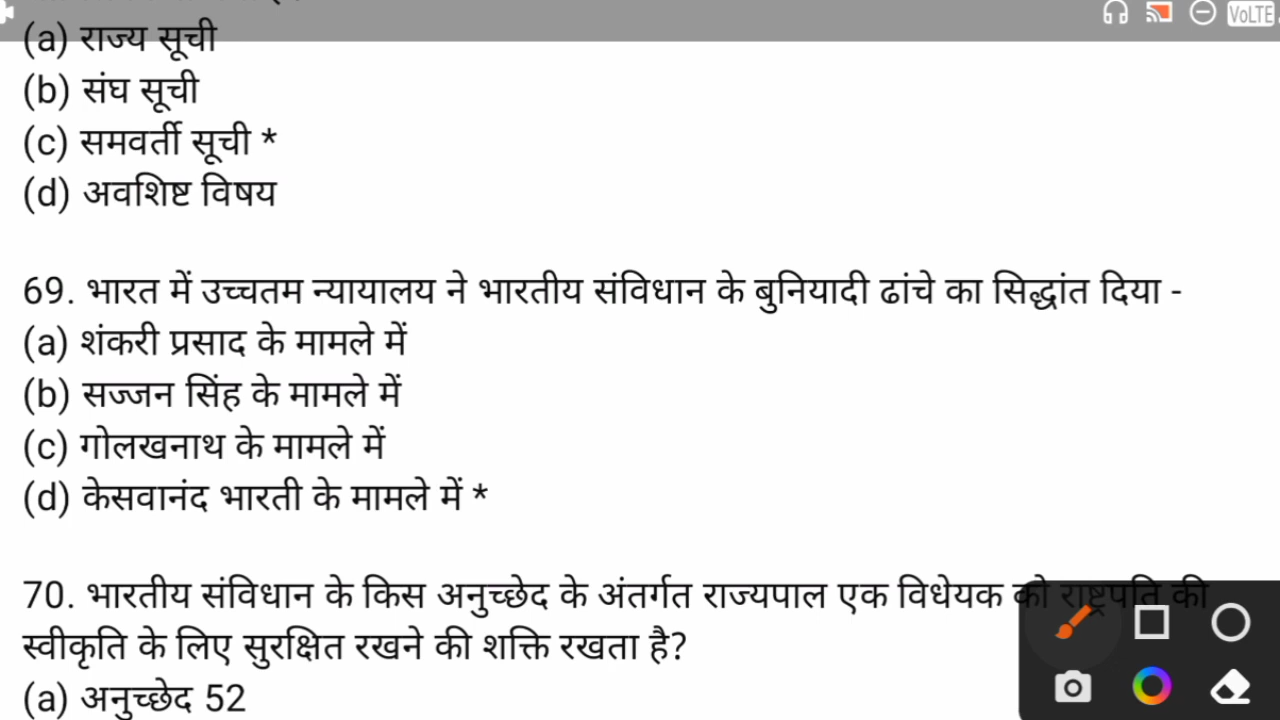 VoLTE
(a) राज्य सूची
(b) संघ सूची
(c) समवर्ती सूची *
(d) अवशिष्ट विषय
69. भारत में उच्चतम न्यायालय ने भारतीय संविधान के बुनियादी ढांचे का सिद्धांत दिया -
(a) शंकरी प्रसाद के मामले में
(b) सज्जन सिंह के मामले में
(c) गोलखनाथ के मामले में
(d) केसवानंद भारती के मामले में *
70. भारतीय संविधान के किस अनुच्छेद के अंतर्गत राज्यपाल एक विधेयक को राष्ट्रपति की
स्वीकृति के लिए सुरक्षित रखने की शक्ति रखता है?
(a) अनुच्छेद 52